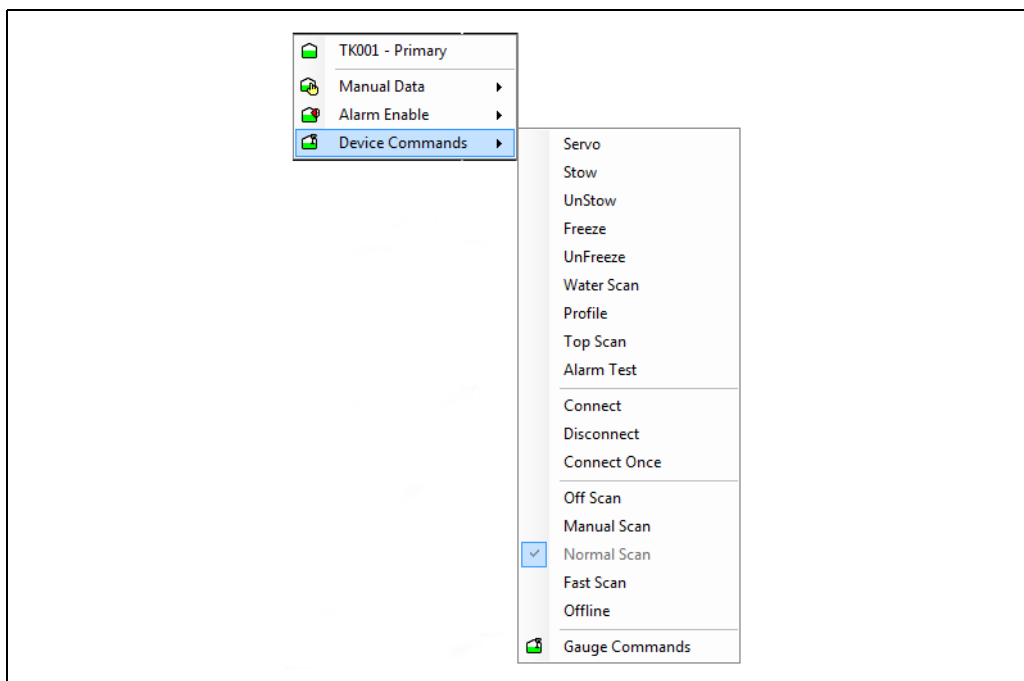 TK001 - Primary
Manual Data
Alarm Enable
Device Commands
Servo
Stow
UnStow
Freeze
UnFreeze
Water Scan
Profile
Top Scan
Alarm Test
Connect
Disconnect
Connect Once
Off Scan
Manual Scan
Normal Scan
Fast Scan
Offline
Gauge Commands